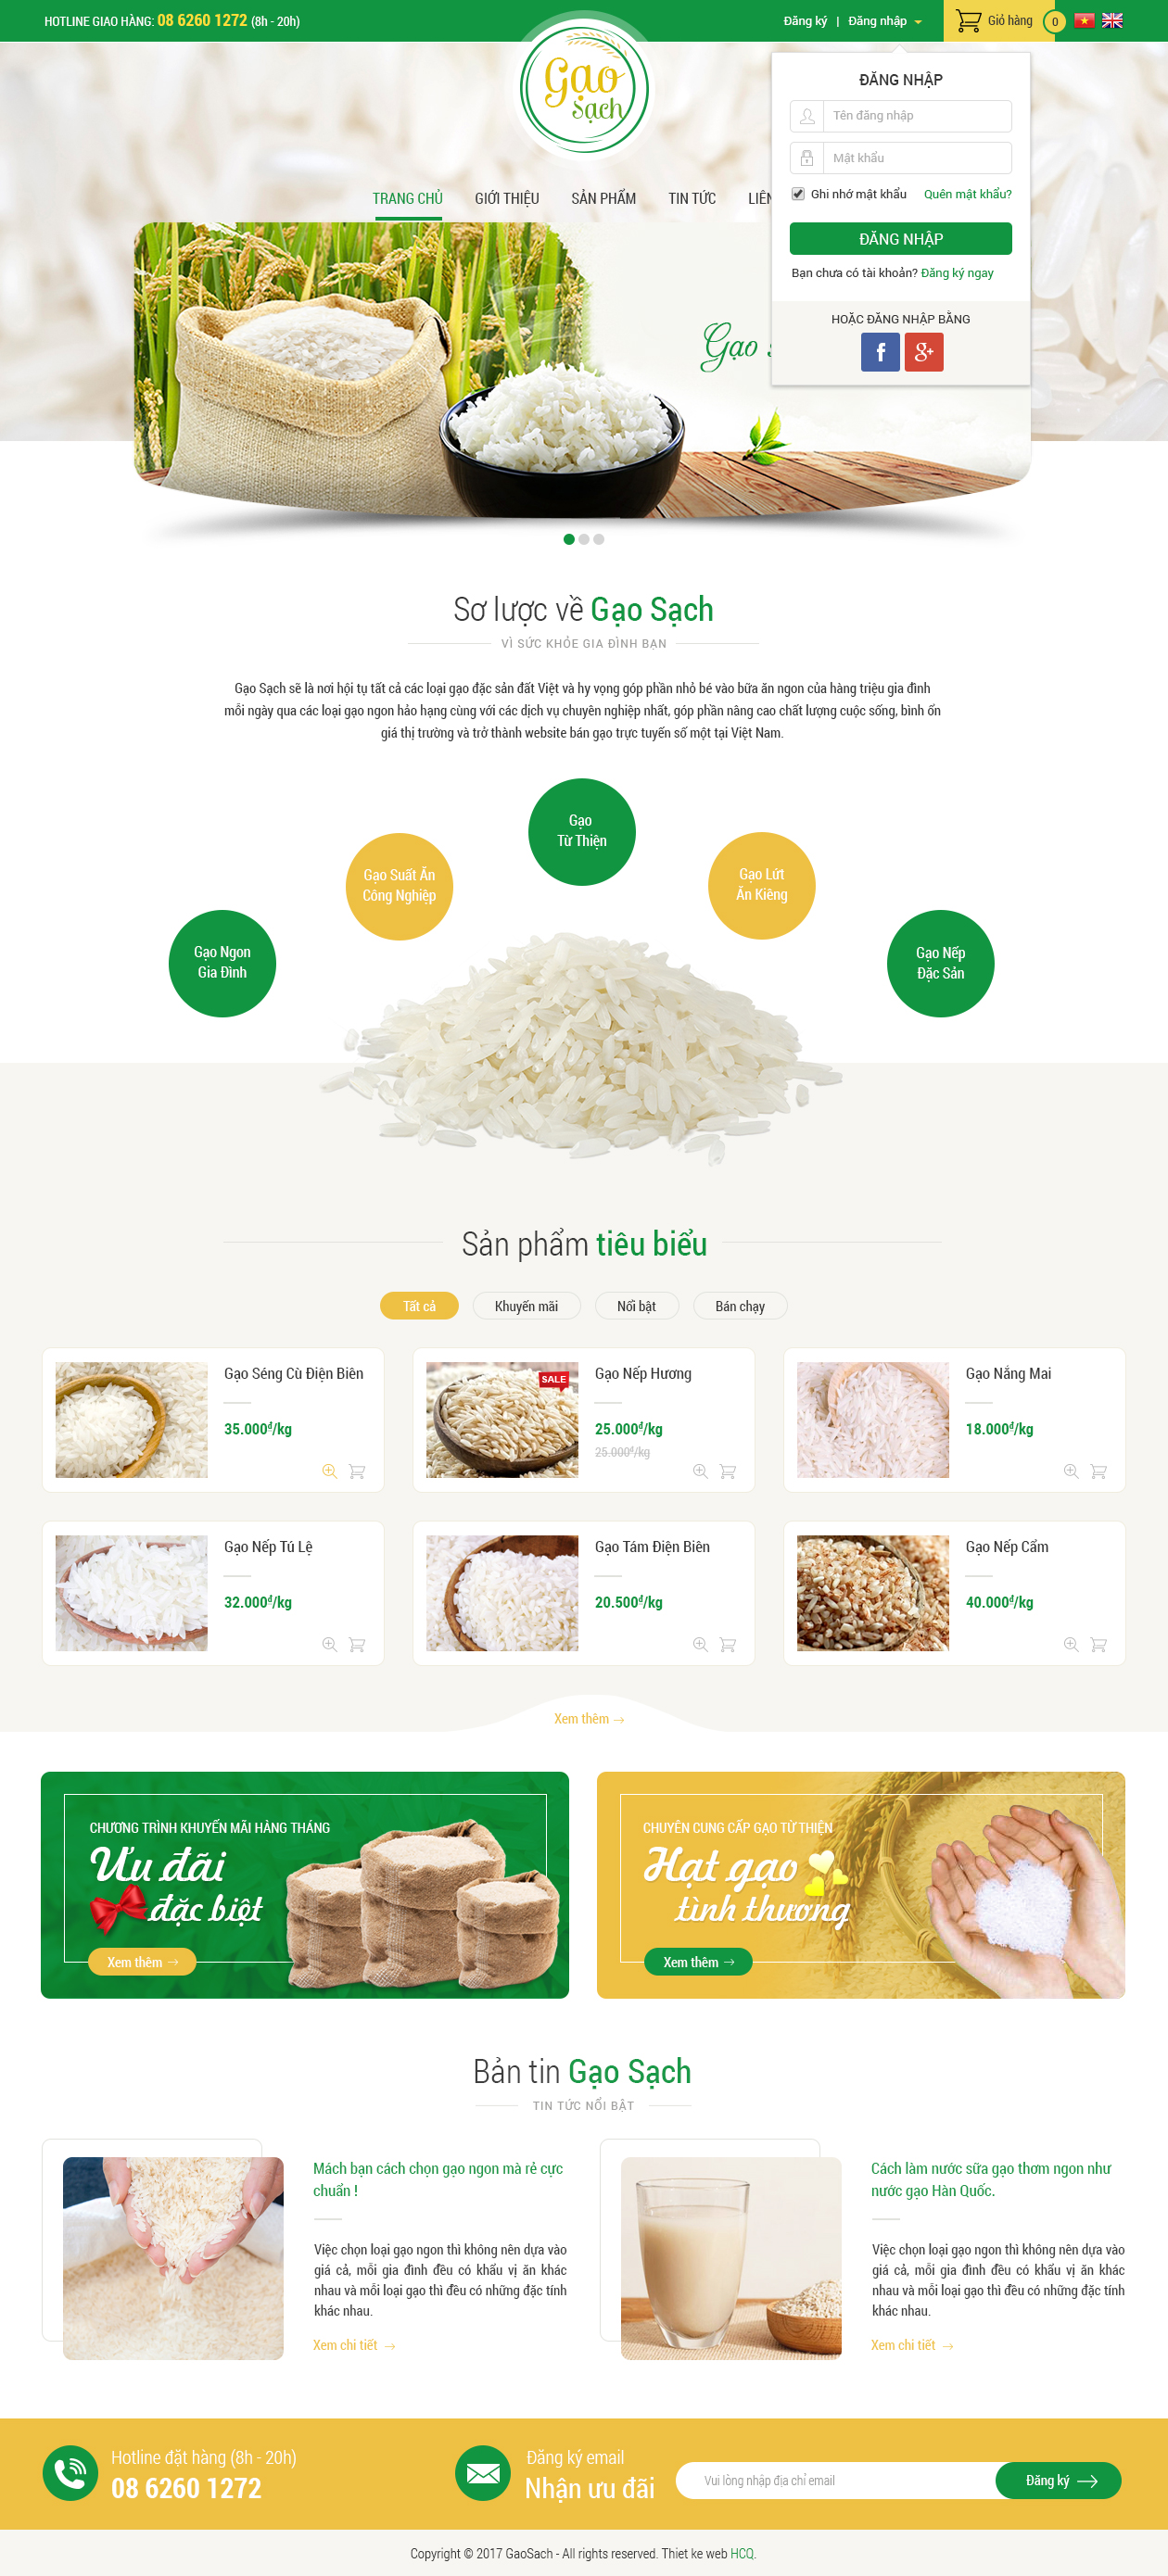 HOTLINE GIAO HÀNG: 08 6260 1272 (8h - 20h)
Đăng ký | Đăng nhập
Giỏ hàng 0
Gạo
Sạch
ĐĂNG NHẬP
Tên đăng nhập
Mật khẩu
Ghi nhớ mật khẩu Quên mật khẩu?
ĐĂNG NHẬP
Bạn chưa có tài khoản? Đăng ký ngay
HOẶC ĐĂNG NHẬP BẰNG
f g+
TRANG CHỦ GIỚI THIỆU SẢN PHẨM TIN TỨC LIÊN
Gạo
Sơ lược về Gạo Sạch
VÌ SỨC KHỎE GIA ĐÌNH BẠN
Gạo Sạch sẽ là nơi hội tụ tất cả các loại gạo đặc sản đất Việt và hy vọng góp phần nhỏ bé vào bữa ăn ngon của hàng triệu gia đình
mỗi ngày qua các loại gạo ngon hảo hạng cùng với các dịch vụ chuyên nghiệp nhất, góp phần nâng cao chất lượng cuộc sống, bình ổn
giá thị trường và trở thành website bán gạo trực tuyến số một tại Việt Nam.
Gạo
Từ Thiện
Gạo Suất Ăn
Công Nghiệp
Gạo Lứt
Ăn Kiêng
Gạo Ngon
Gia Đình
Gạo Nếp
Đặc Sản
Sản phẩm tiêu biểu
Tất cả Khuyến mãi Nổi bật Bán chạy
Gạo Séng Cù Điện Biên
35.000đ/kg
SALE
Gạo Nếp Hương
25.000đ/kg
25.000đ/kg
Gạo Nắng Mai
18.000đ/kg
Gạo Nếp Tú Lệ
32.000đ/kg
Gạo Tám Điện Biên
20.500đ/kg
Gạo Nếp Cẩm
40.000đ/kg
Xem thêm
CHƯƠNG TRÌNH KHUYẾN MÃI HÀNG THÁNG
Ưu đãi
đặc biệt
Xem thêm
CHUYÊN CUNG CẤP GẠO TỪ THIỆN
Hạt gạo
tình thương
Xem thêm
Bản tin Gạo Sạch
TIN TỨC NỔI BẬT
Mách bạn cách chọn gạo ngon mà rẻ cực
chuẩn !
Việc chọn loại gạo ngon thì không nên dựa vào
giá cả, mỗi gia đình đều có khẩu vị ăn khác
nhau và mỗi loại gạo thì đều có những đặc tính
khác nhau.
Xem chi tiết
Cách làm nước sữa gạo thơm ngon như
nước gạo Hàn Quốc.
Việc chọn loại gạo ngon thì không nên dựa vào
giá cả, mỗi gia đình đều có khẩu vị ăn khác
nhau và mỗi loại gạo thì đều có những đặc tính
khác nhau.
Xem chi tiết
Hotline đặt hàng (8h - 20h)
08 6260 1272
Đăng ký email
Nhận ưu đãi
Vui lòng nhập địa chỉ email
Đăng ký
Copyright © 2017 GaoSach - All rights reserved. Thiet ke web HCQ.